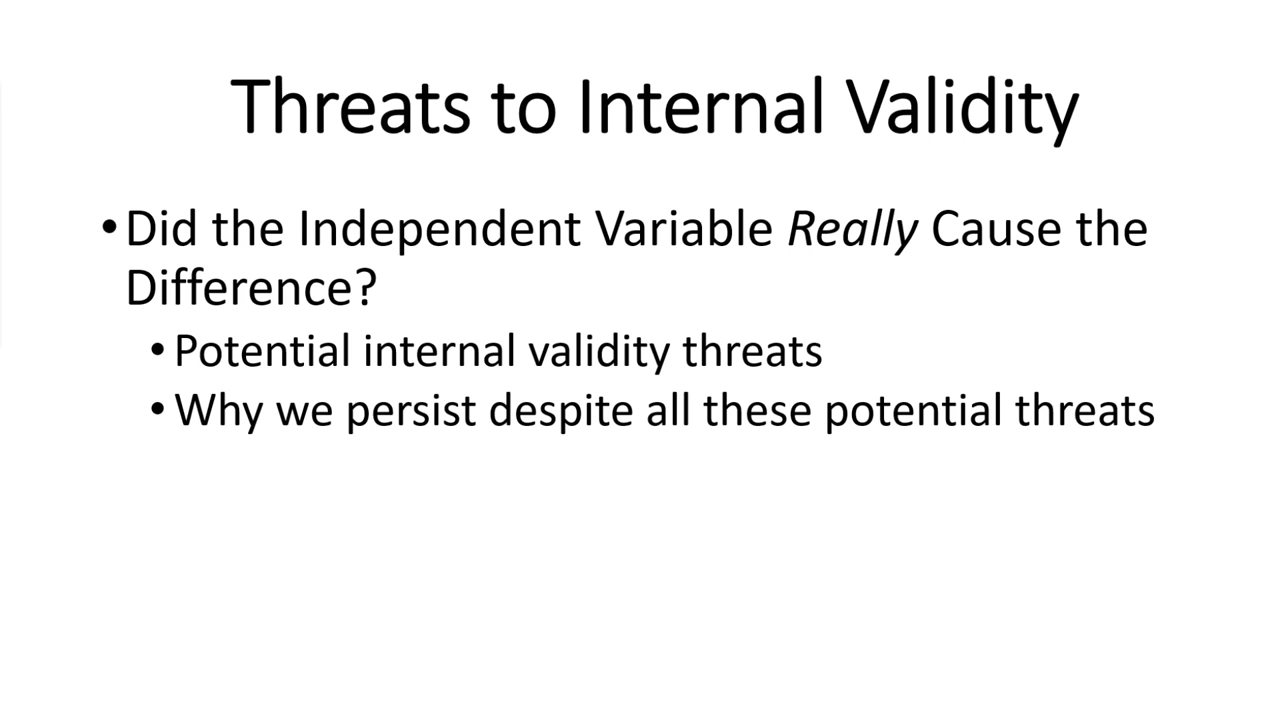 Threats to Internal Validity
•Did the Independent Variable Really Cause the
Difference?
•Potential internal validity threats
•Why we persist despite all these potential threats